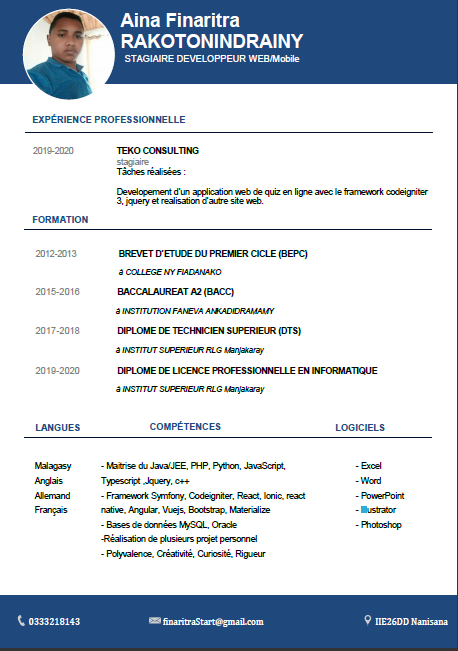 Aina Finaritra
RAKOTONINDRAINY
STAGIAIRE DEVELOPPEUR WEB/Mobile
EXPÉRIENCE PROFESSIONNELLE
2019-2020
TEKO CONSULTING
stagiaire
Tâches réalisées :
Developement d'un application web de quiz en ligne avec le framework codeigniter
3, jquery et realisation d'autre site web.
FORMATION
2012-2013 BREVET D'ETUDE DU PREMIER CICLE (BEPC)
à COLLEGE NY FIADANAKO
2015-2016 BACCALAUREAT A2 (BACC)
à INSTITUTION FANEVA ANKADIDRAMAMY
2017-2018 DIPLOME DE TECHNICIEN SUPERIEUR (DTS)
à INSTITUT SUPERIEUR RLG Manjakaray
2019-2020 DIPLOME DE LICENCE PROFESSIONNELLE EN INFORMATIQUE
à INSTITUT SUPERIEUR RLG Manjakaray
LANGUES
Malagasy
Anglais
Allemand
Français
COMPÉTENCES
- Maitrise du Java/JEE, PHP, Python, JavaScript,
Typescript ,Jquery, c++
- Framework Symfony, Codeigniter, React, Ionic, react
native, Angular, Vuejs, Bootstrap, Materialize
- Bases de données MySQL, Oracle
-Réalisation de plusieurs projet personnel
- Polyvalence, Créativité, Curiosité, Rigueur
LOGICIELS
- Excel
- Word
- PowerPoint
- Illustrator
- Photoshop
0333218143
finaritraStart@gmail.com
IIE26DD Nanisana